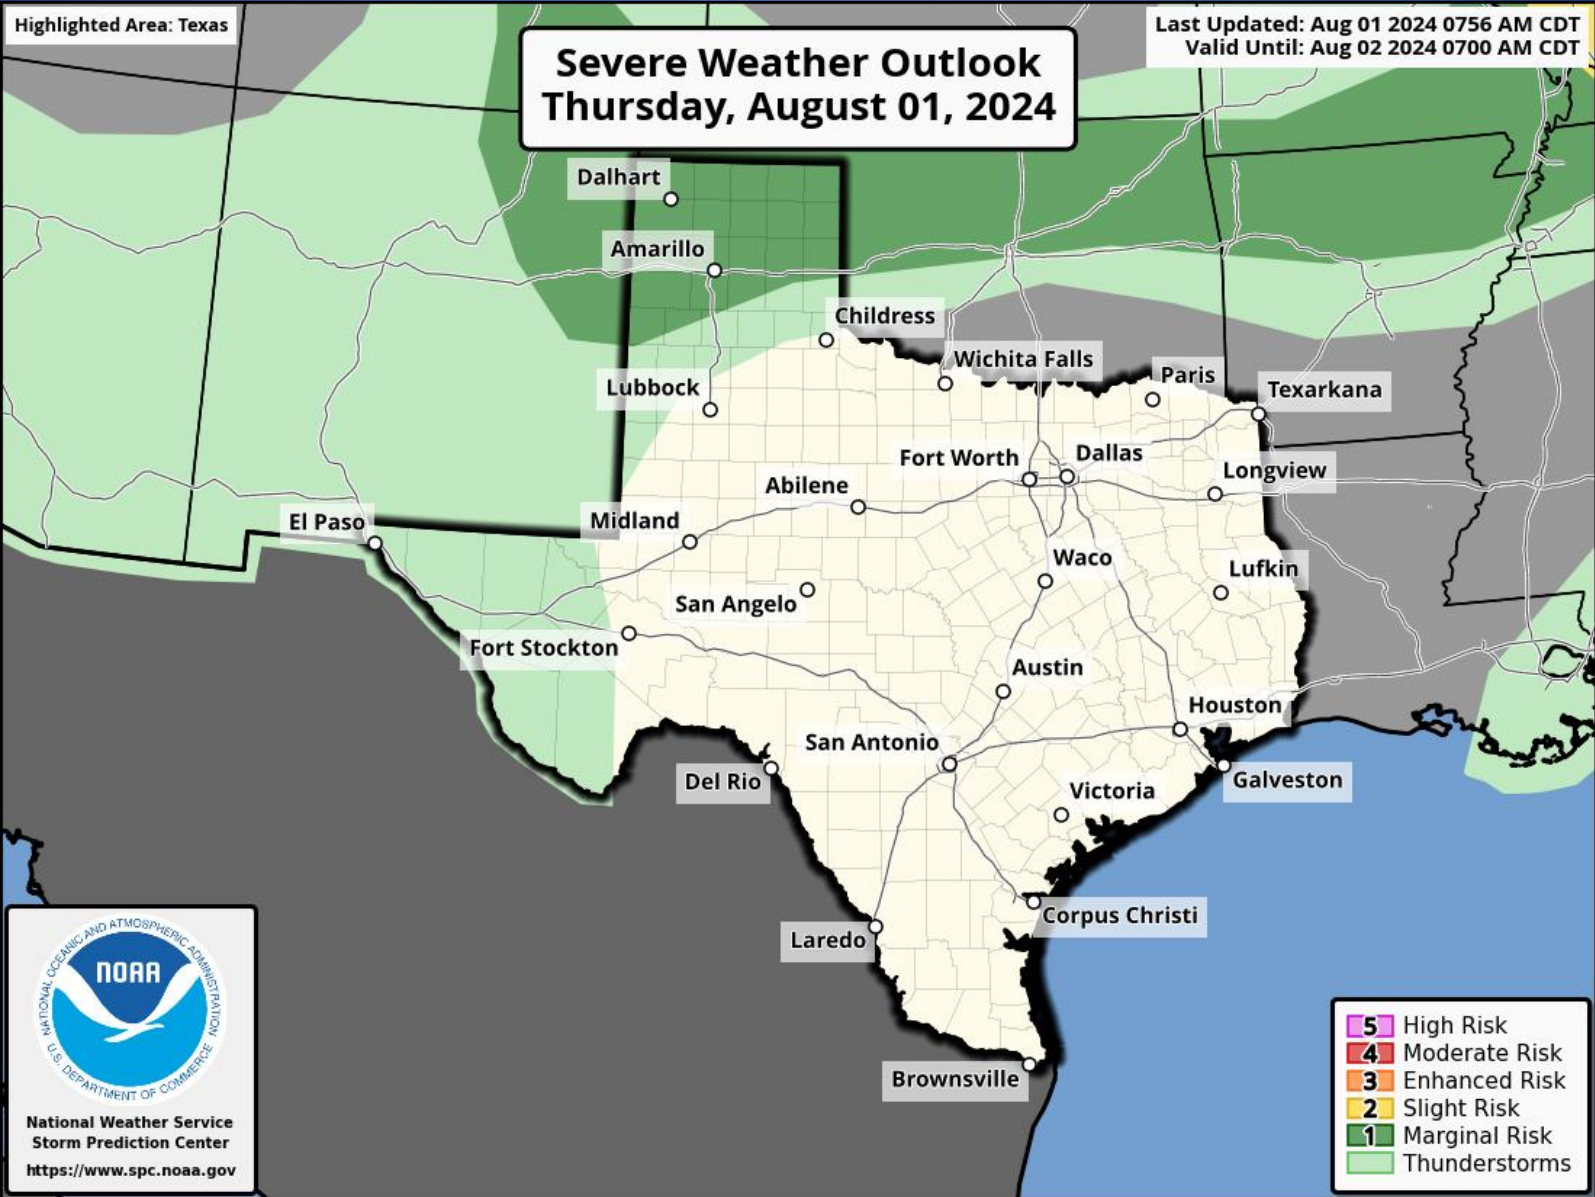 Highlighted Area: Texas
Severe Weather Outlook
Thursday, August 01, 2024
Last Updated: Aug 01 2024 0756 AM CDT
Valid Until: Aug 02 2024 0700 AM CDT
Dalhart
Amarillo
Childress
Wichita Falls
Paris
Texarkana
Lubbock
Fort Worth
Dallas
Longview
Abilene
El Paso
Midland
Waco
Lufkin
San Angelo
Fort Stockton
Austin
Houston
San Antonio
Del Rio
Galveston
Victoria
Corpus Christi
Laredo
Brownsville
NATIONAL OCEANIC AND ATMOSPHERIC ADMINISTRATION
NOAA
U.S. DEPARTMENT OF COMMERCE
National Weather Service
Storm Prediction Center
https://www.spc.noaa.gov
5 High Risk
4 Moderate Risk
3 Enhanced Risk
2 Slight Risk
1 Marginal Risk
Thunderstorms